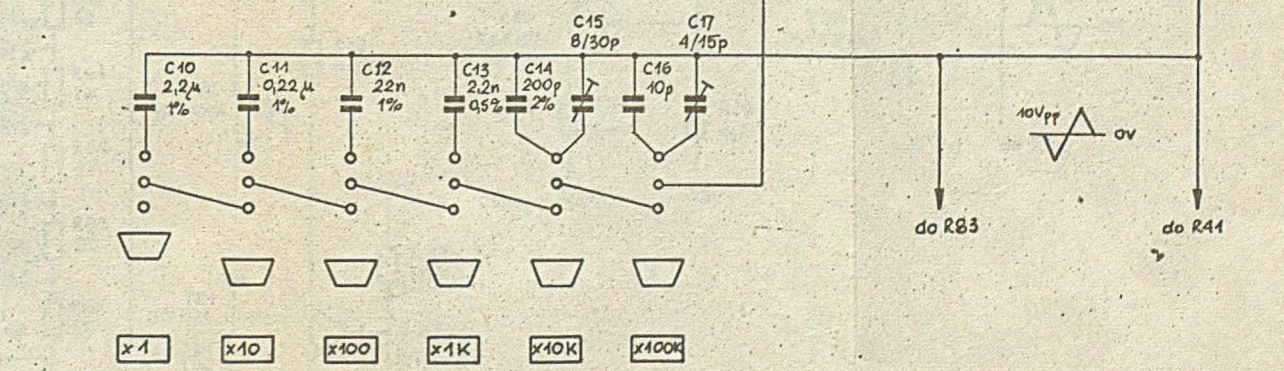 C10
2,2µ
1%
C11
0,22µ
1%
C12
22n
1%
C13
2,2n
0,5%
C14
200p
2%
C15
8/30p
C16
10p
C17
4/15p
10Vpp
0V
do R83
do R41
x1
x10
x100
x1K
x10K
x100K